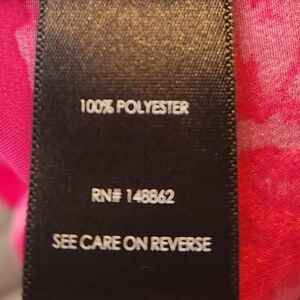 100% POLYESTER
RN# 148862
SEE CARE ON REVERSE